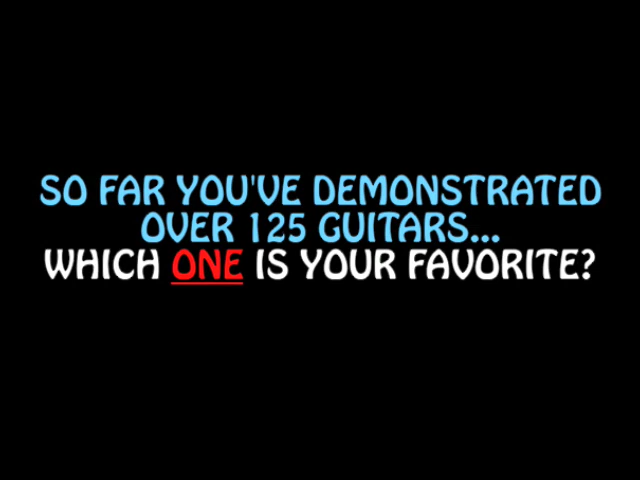 SO FAR YOU'VE DEMONSTRATED
OVER 125 GUITARS...
WHICH ONE IS YOUR FAVORITE?